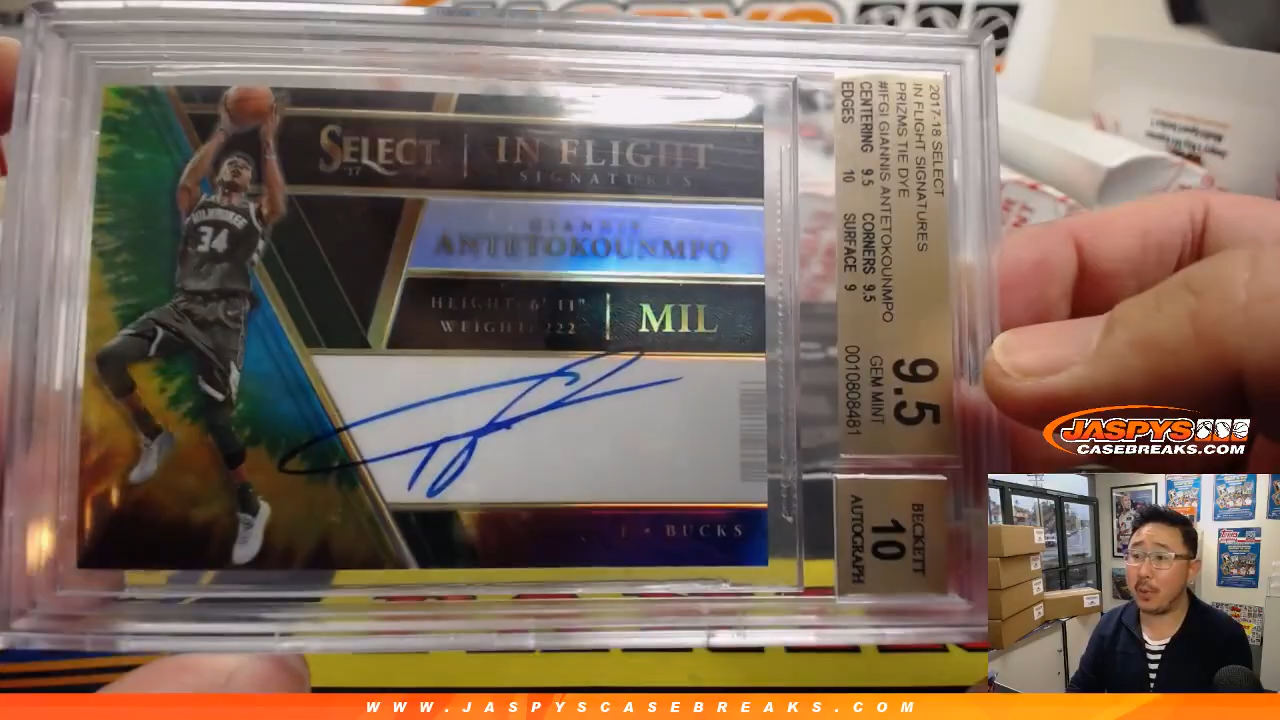 SELECT
'17
IN FLIGHT
SIGNATURES
34
GIANNIS
ANTETOKOUNMPO
HEIGHT: 6' 11"
WEIGHT: 222
MIL
BUCKS
2017-18 SELECT
IN FLIGHT SIGNATURES
PRIZMS TIE DYE
#IFGI GIANNIS ANTETOKOUNMPO
CENTERING 9.5 CORNERS 9.5
EDGES 10 SURFACE 9
9.5
GEM MINT
0010808481
BECKETT
10
AUTOGRAPH
JASPYS
CASEBREAKS.COM
WWW.JASPYSCASEBREAKS.COM